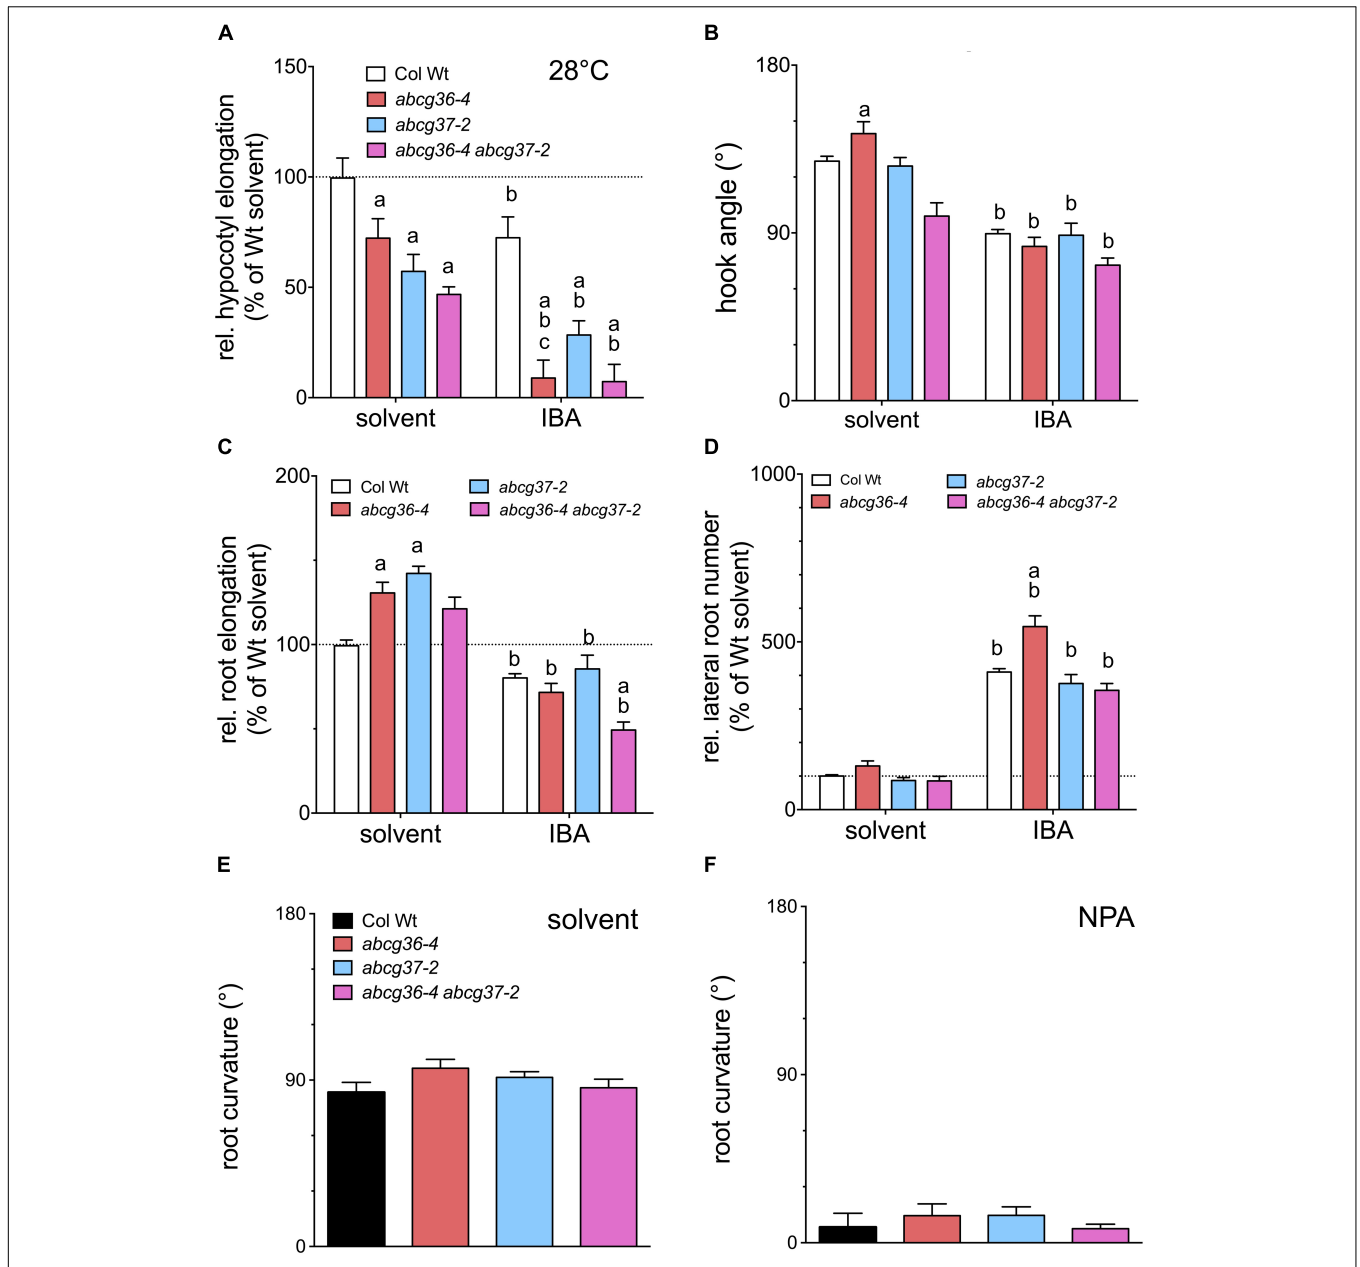 A
150
100
50
0
rel. hypocotyl elongation
(% of Wt solvent)
28°C
Col Wt
abcg36-4
abcg37-2
abcg36-4 abcg37-2
a
a
a
b
a
b
c
a
b
a
b
solvent
IBA
B
180
90
0
hook angle (°)
a
b
b
b
b
solvent
IBA
C
200
100
0
rel. root elongation
(% of Wt solvent)
Col Wt
abcg36-4
abcg37-2
abcg36-4 abcg37-2
a
a
b
b
b
a
b
solvent
IBA
D
1000
500
0
rel. lateral root number
(% of Wt solvent)
Col Wt
abcg36-4
abcg37-2
abcg36-4 abcg37-2
b
a
b
b
b
solvent
IBA
E
180
90
0
root curvature (°)
Col Wt
abcg36-4
abcg37-2
abcg36-4 abcg37-2
solvent
F
180
90
0
root curvature (°)
NPA